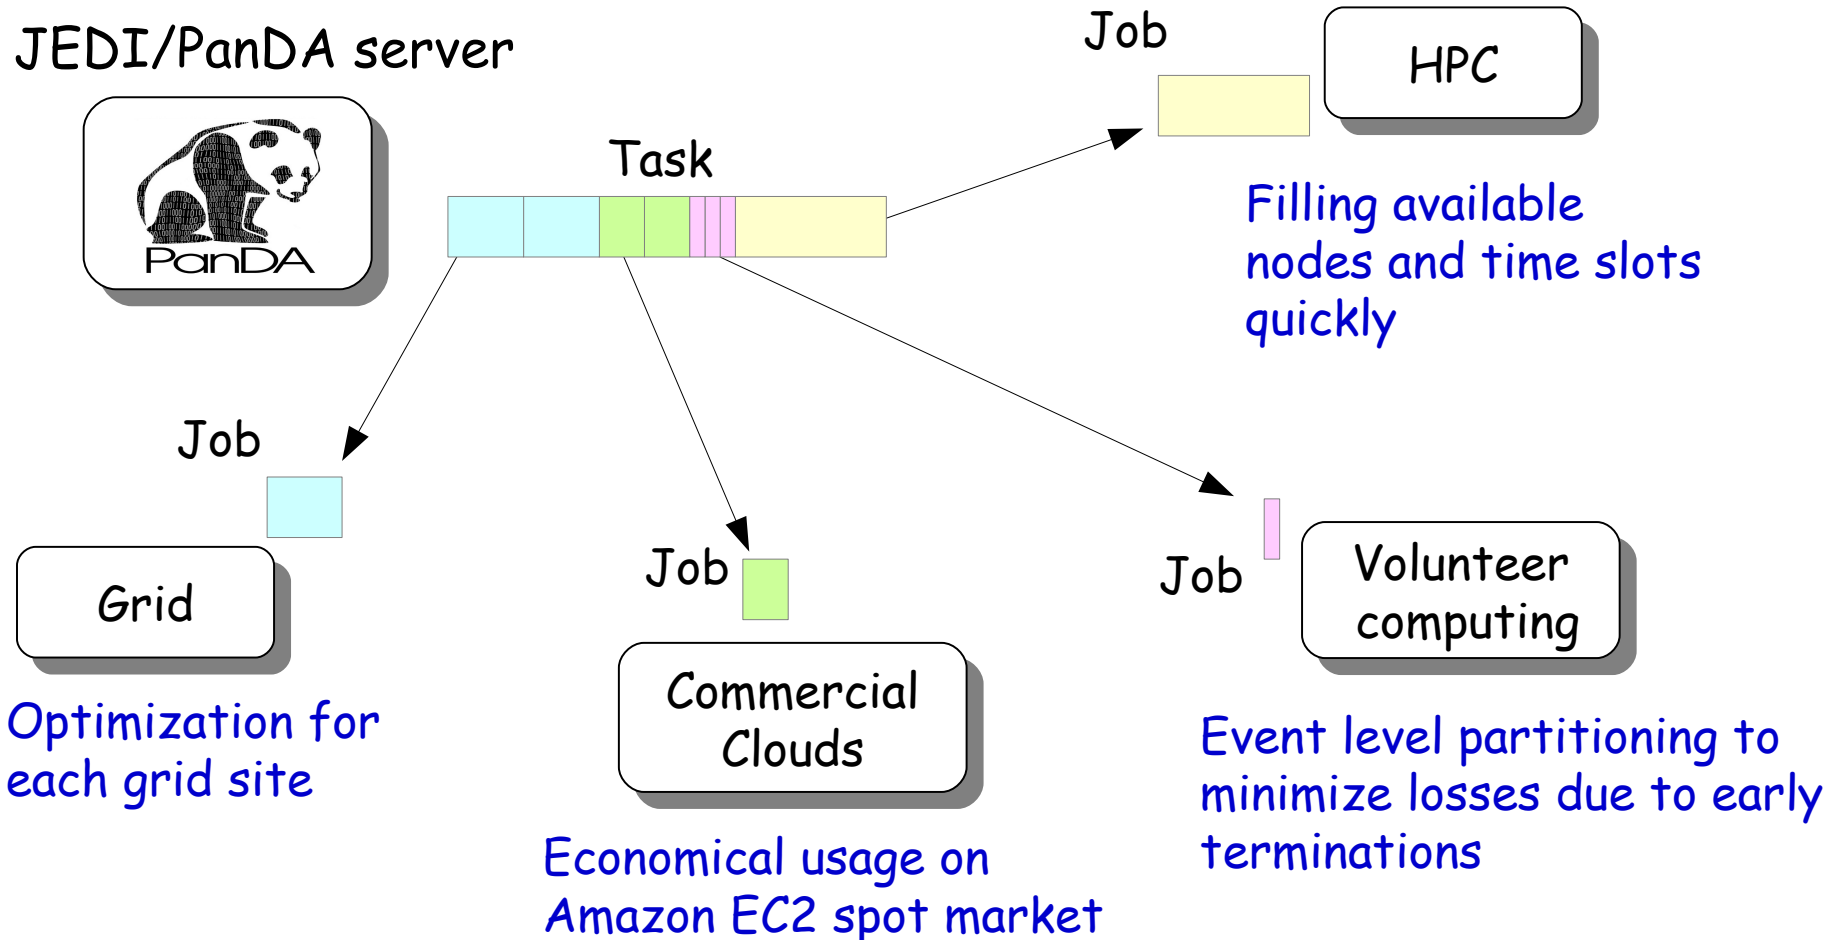 JEDI/PanDA server
PanDA
Task
Job
HPC
Filling available
nodes and time slots
quickly
Job
Grid
Optimization for
each grid site
Job
Commercial
Clouds
Economical usage on
Amazon EC2 spot market
Job
Volunteer
computing
Event level partitioning to
minimize losses due to early
terminations